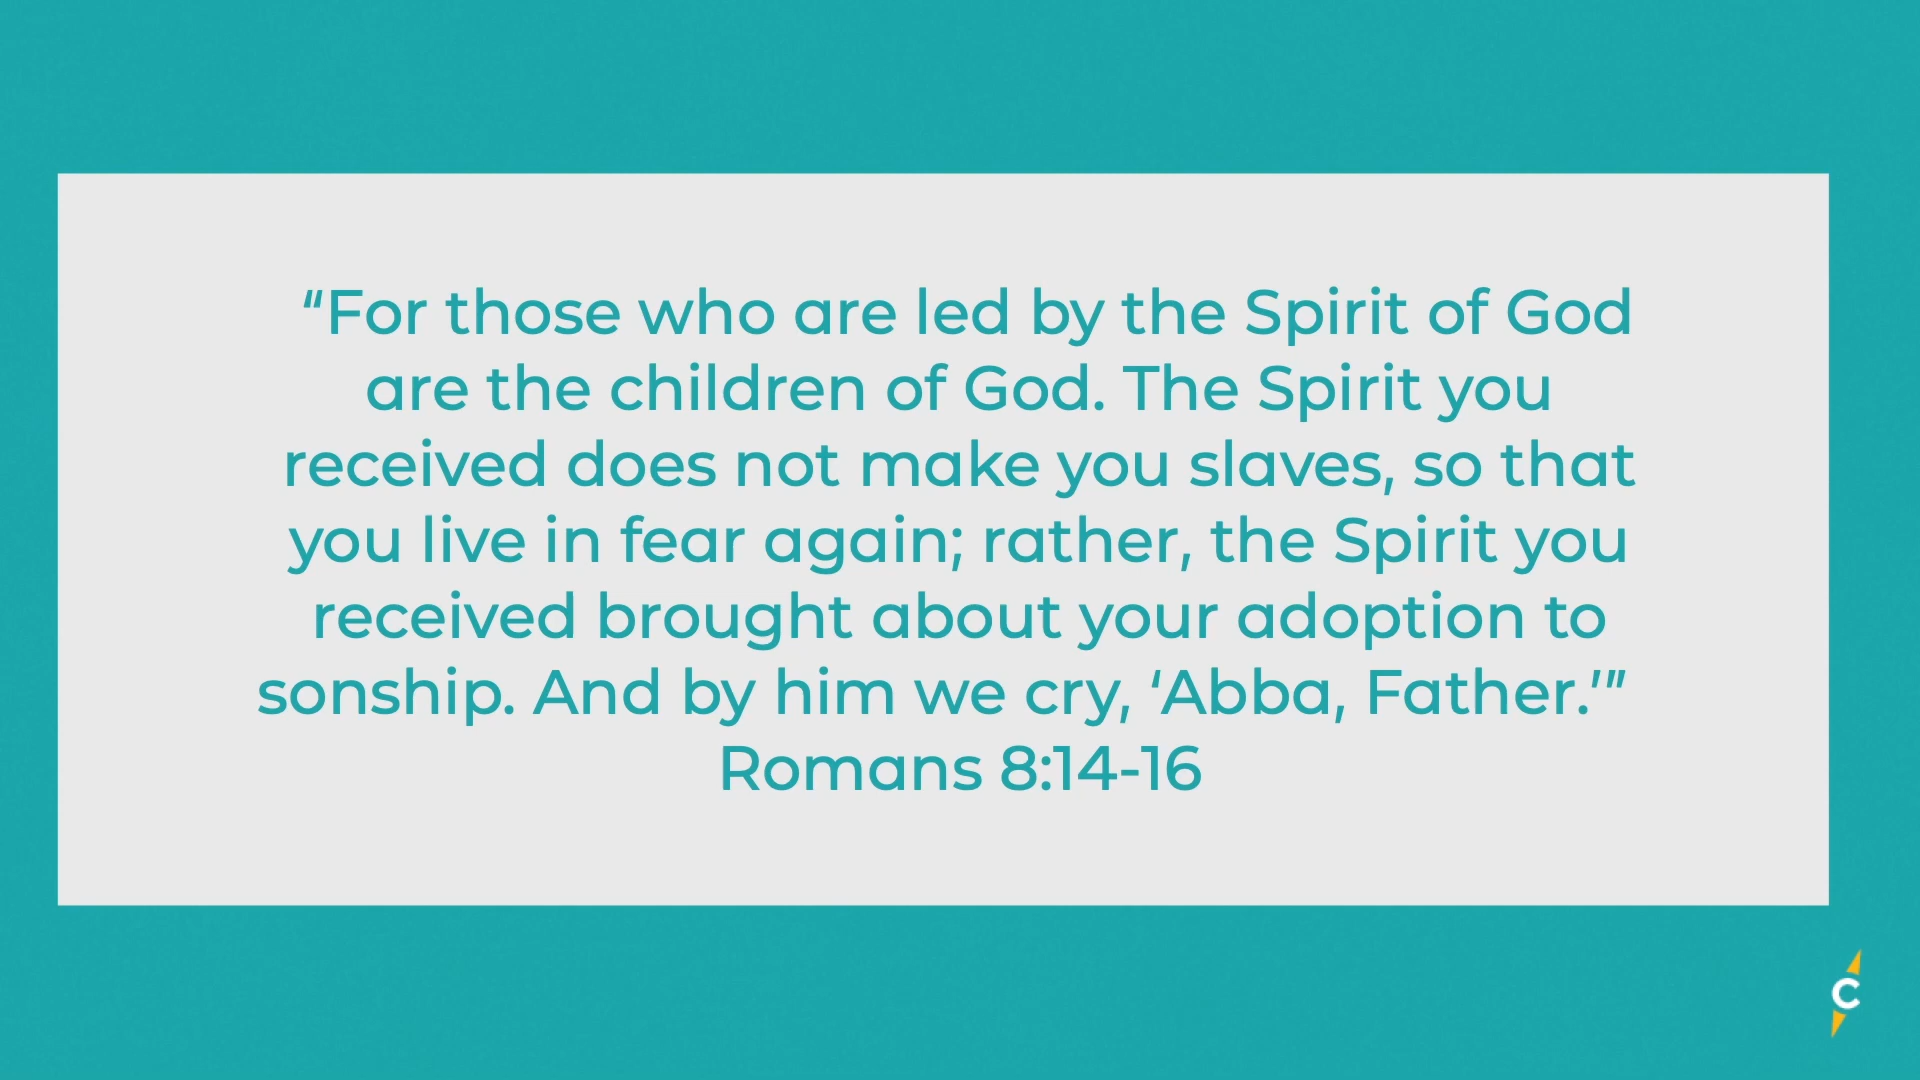 “For those who are led by the Spirit of God
are the children of God. The Spirit you
received does not make you slaves, so that
you live in fear again; rather, the Spirit you
received brought about your adoption to
sonship. And by him we cry, ‘Abba, Father.’”
Romans 8:14-16
C